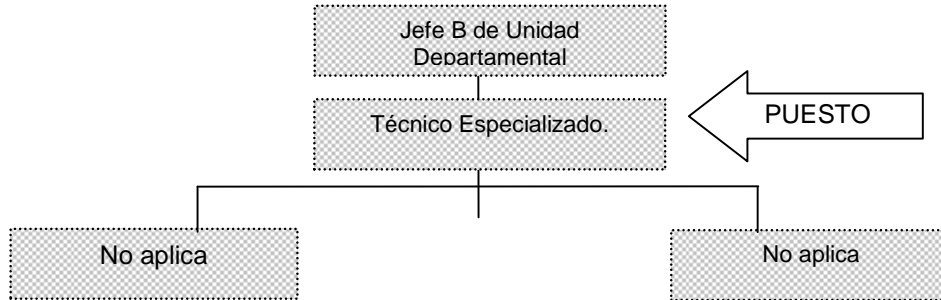 Jefe B de Unidad
Departamental
Técnico Especializado.
PUESTO
No aplica
No aplica